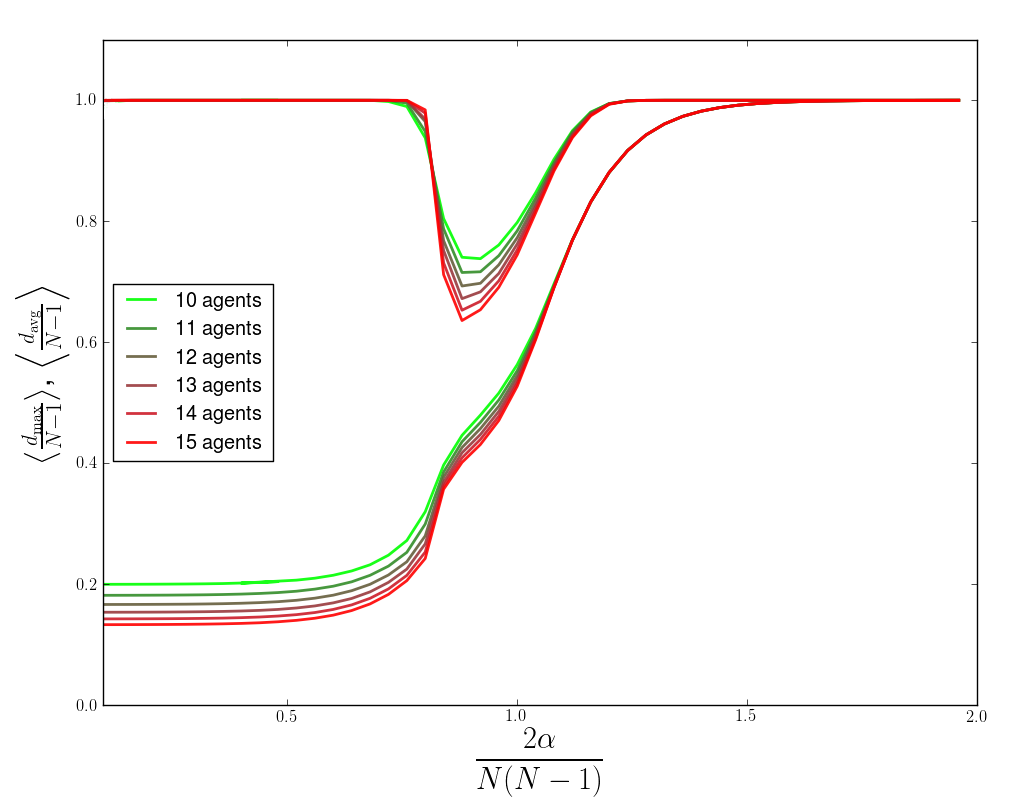 1.0
0.8
0.6
0.4
0.2
0.0
⟨d_max/N−1⟩, ⟨d_avg/N−1⟩
10 agents
11 agents
12 agents
13 agents
14 agents
15 agents
0.5 1.0 1.5 2.0
2α
N(N − 1)